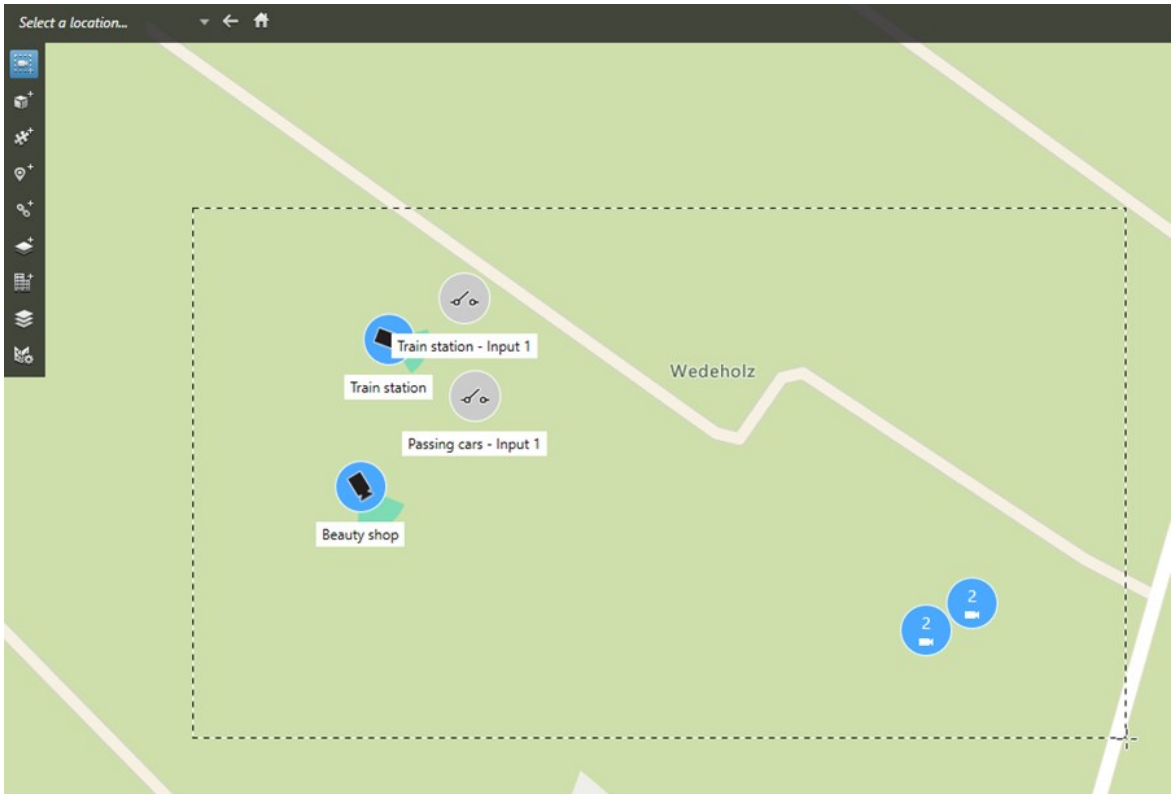 Select a location...
Train station - Input 1
Wedeholz
Train station
Passing cars - Input 1
Beauty shop
2
2